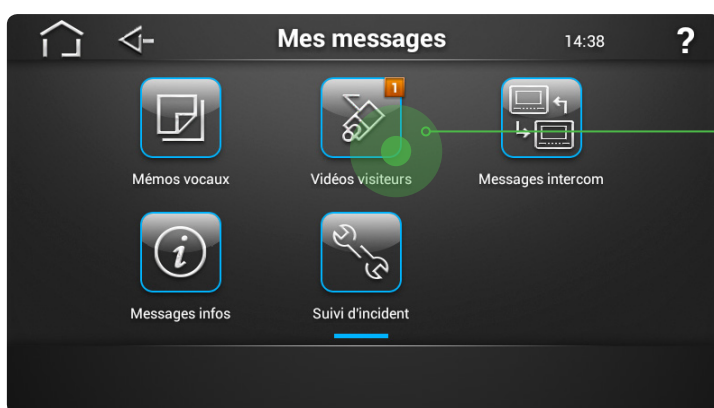 Mes messages 14:38 ?
1
Mémos vocaux Vidéos visiteurs Messages intercom
i
Messages infos Suivi d'incident